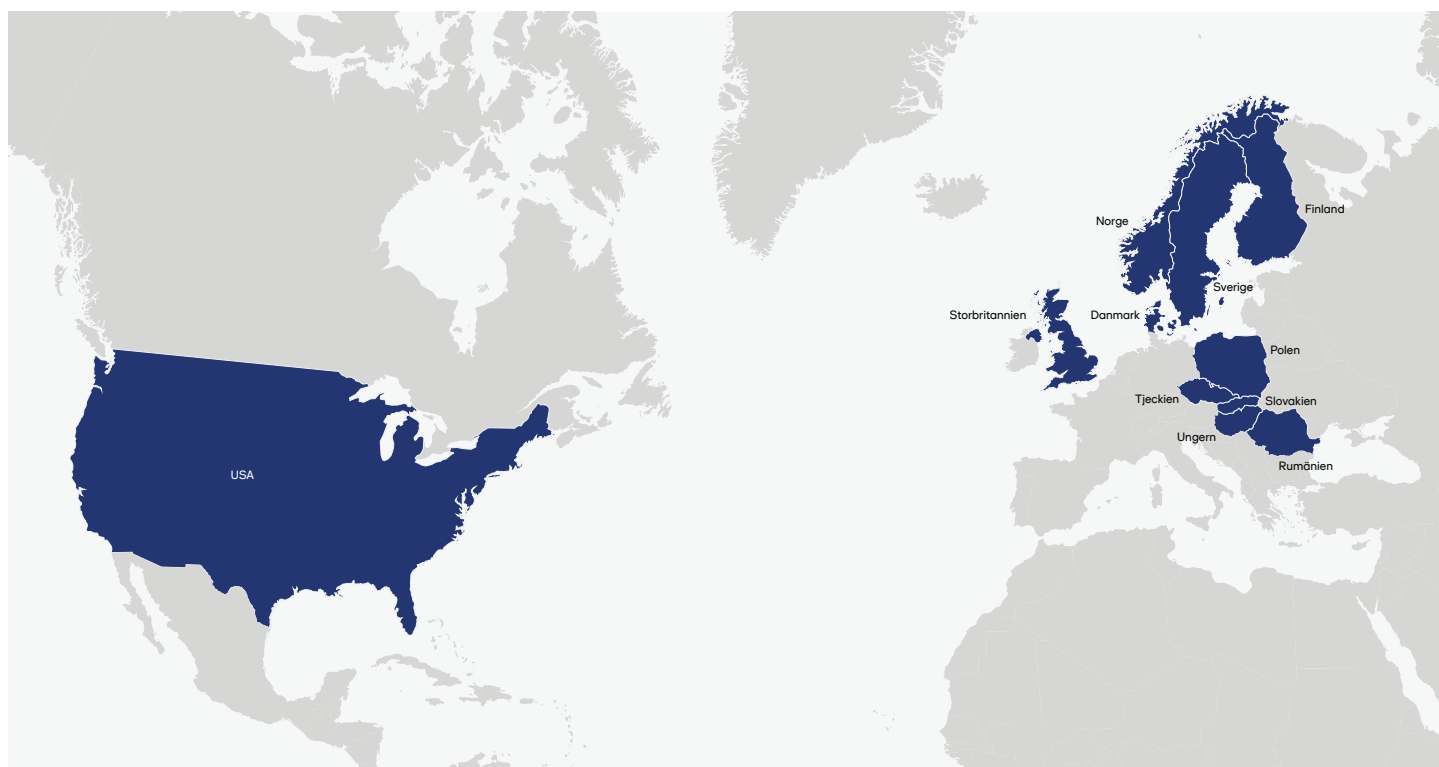 Finland
Norge
Sverige
Storbritannien
Danmark
Polen
Tjeckien
Slovakien
Ungern
Rumänien
USA